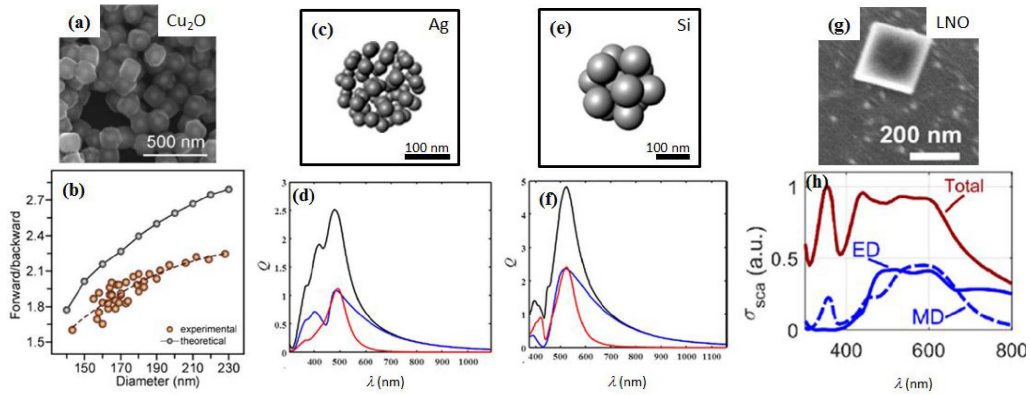 (a)
Cu₂O
500 nm
(b)
Forward/backward
2.7
2.4
2.1
1.8
1.5
experimental
theoretical
150
170
190
210
230
Diameter (nm)
(c)
Ag
100 nm
(d)
Q
3
2.5
2
1.5
1
0.5
0
400
500
600
700
800
900
1000
λ (nm)
(e)
Si
100 nm
(f)
Q
5
4
3
2
1
0
400
500
600
700
800
900
1000
1100
λ (nm)
(g)
LNO
200 nm
(h)
σsca (a.u.)
1
0.5
0
Total
ED
MD
400
600
800
λ (nm)